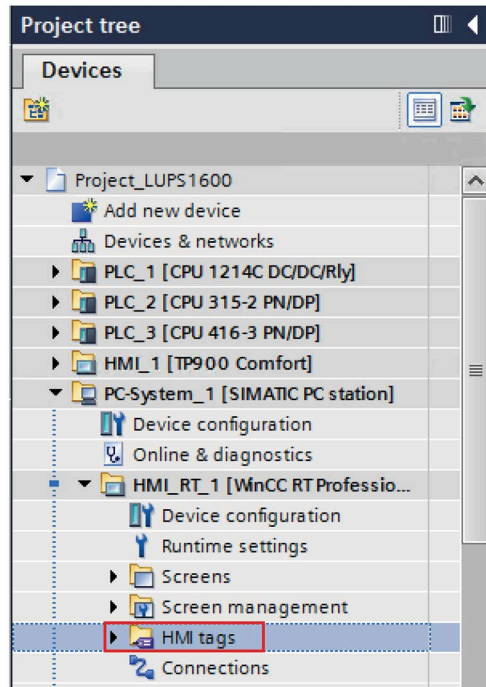 Project tree
Devices
Project_LUPS1600
Add new device
Devices & networks
PLC_1 [CPU 1214C DC/DC/Rly]
PLC_2 [CPU 315-2 PN/DP]
PLC_3 [CPU 416-3 PN/DP]
HMI_1 [TP900 Comfort]
PC-System_1 [SIMATIC PC station]
Device configuration
Online & diagnostics
HMI_RT_1 [WinCC RT Professio...
Device configuration
Runtime settings
Screens
Screen management
HMI tags
Connections